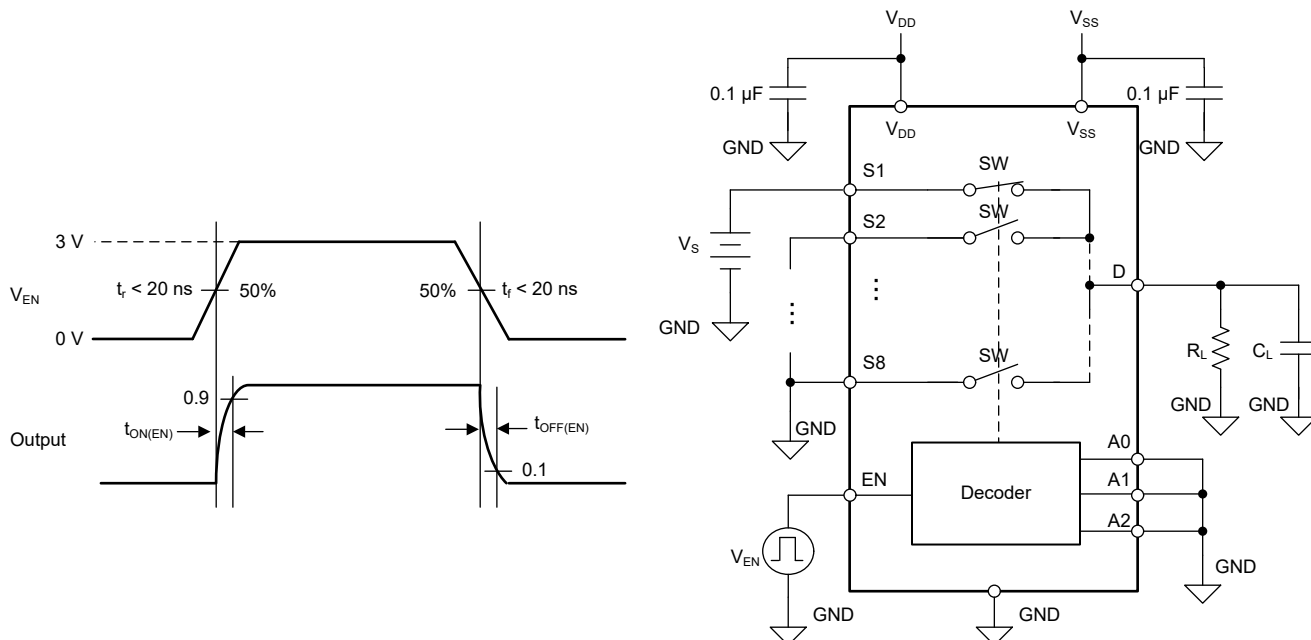 3 V
V_EN
t_r < 20 ns
50%
50%
t_f < 20 ns
0 V
0.9
t_ON(EN)
t_OFF(EN)
Output
0.1
V_DD
V_SS
0.1 µF
0.1 µF
GND
V_DD
V_SS
GND
S1
SW
S2
SW
V_S
...
...
D
GND
S8
SW
R_L
C_L
GND
GND
GND
A0
EN
Decoder
A1
A2
V_EN
GND
GND
GND